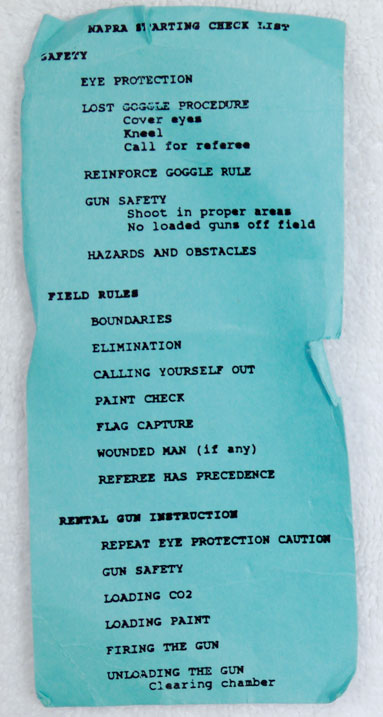 NAPRA STARTING CHECK LIST
SAFETY
EYE PROTECTION
LOST GOGGLE PROCEDURE
Cover eyes
Kneel
Call for referee
REINFORCE GOGGLE RULE
GUN SAFETY
Shoot in proper areas
No loaded guns off field
HAZARDS AND OBSTACLES
FIELD RULES
BOUNDARIES
ELIMINATION
CALLING YOURSELF OUT
PAINT CHECK
FLAG CAPTURE
WOUNDED MAN (if any)
REFEREE HAS PRECEDENCE
RENTAL GUN INSTRUCTION
REPEAT EYE PROTECTION CAUTION
GUN SAFETY
LOADING CO2
LOADING PAINT
FIRING THE GUN
UNLOADING THE GUN
Clearing chamber